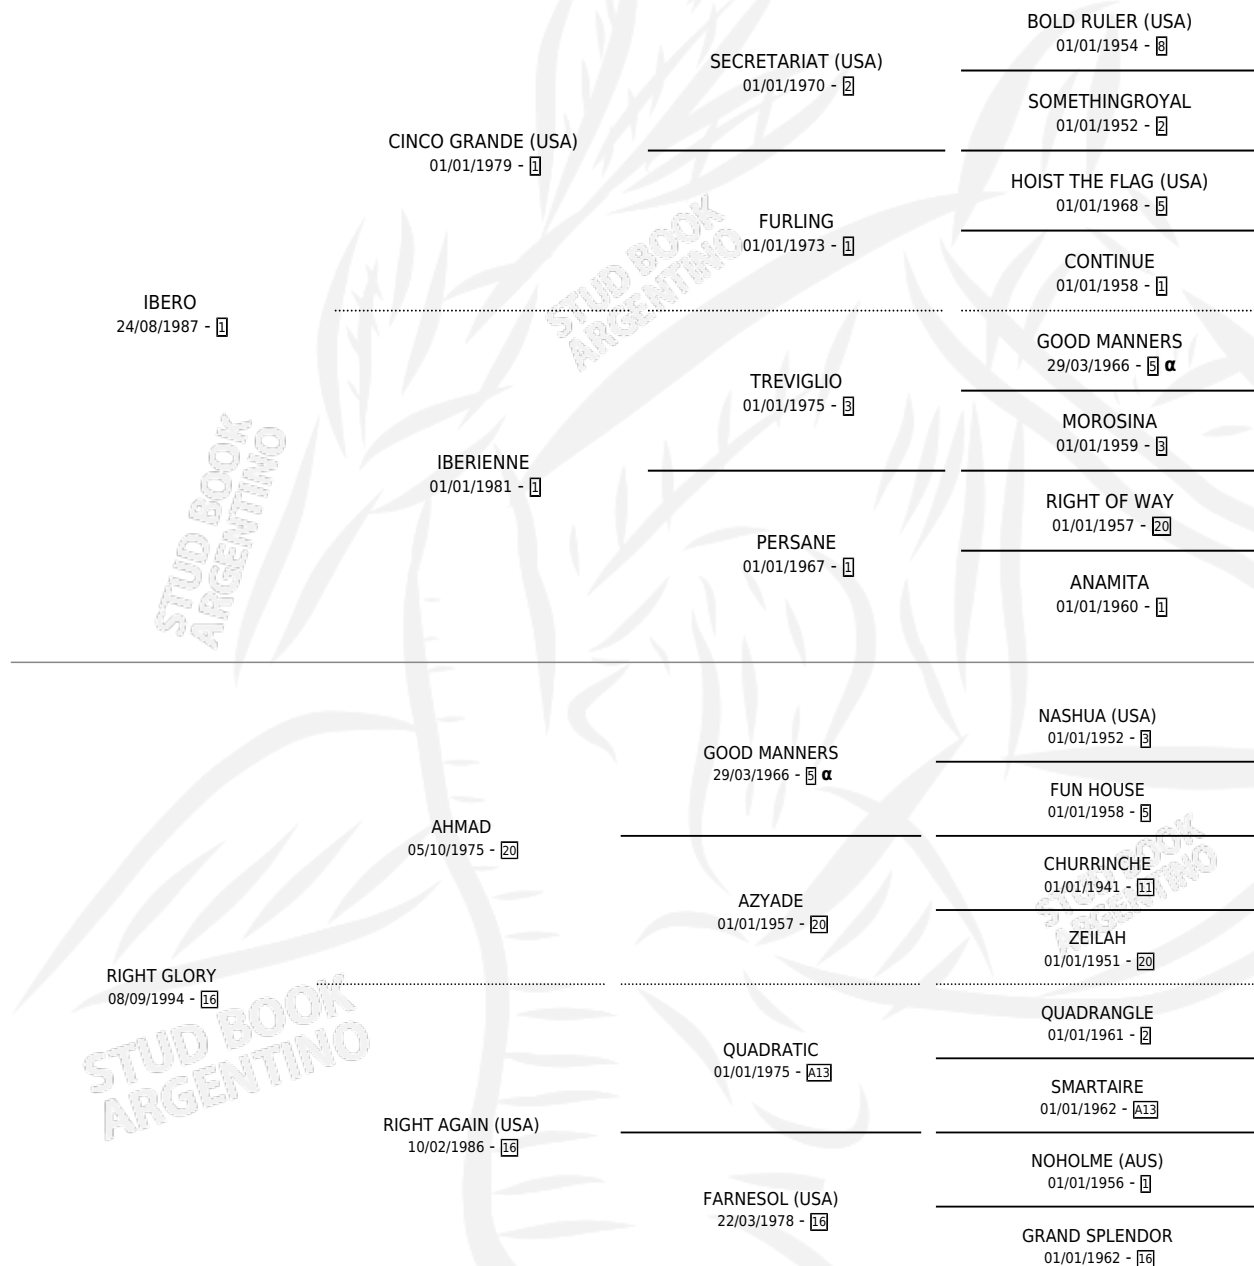 BOLD RULER (USA)
01/01/1954 - 8
SECRETARIAT (USA)
01/01/1970 - 2
SOMETHINGROYAL
01/01/1952 - 2
CINCO GRANDE (USA)
01/01/1979 - 1
HOIST THE FLAG (USA)
01/01/1968 - 5
FURLING
01/01/1973 - 1
CONTINUE
01/01/1958 - 1
IBERO
24/08/1987 - 1
GOOD MANNERS
29/03/1966 - 5 α
TREVIGLIO
01/01/1975 - 3
MOROSINA
01/01/1959 - 3
IBERIENNE
01/01/1981 - 1
RIGHT OF WAY
01/01/1957 - 20
PERSANE
01/01/1967 - 1
ANAMITA
01/01/1960 - 1
STUD BOOK
ARGENTINO
STUD BOOK
ARGENTINO
NASHUA (USA)
01/01/1952 - 3
GOOD MANNERS
29/03/1966 - 5 α
FUN HOUSE
01/01/1958 - 5
AHMAD
05/10/1975 - 20
CHURRINCHE
01/01/1941 - 11
AZYADE
01/01/1957 - 20
ZEILAH
01/01/1951 - 20
RIGHT GLORY
08/09/1994 - 16
QUADRANGLE
01/01/1961 - 2
QUADRATIC
01/01/1975 - A13
SMARTAIRE
01/01/1962 - A13
RIGHT AGAIN (USA)
10/02/1986 - 16
NOHOLME (AUS)
01/01/1956 - 1
FARNESOL (USA)
22/03/1978 - 16
GRAND SPLENDOR
01/01/1962 - 16
STUD BOOK
ARGENTINO
STUD BOOK
ARGENTINO